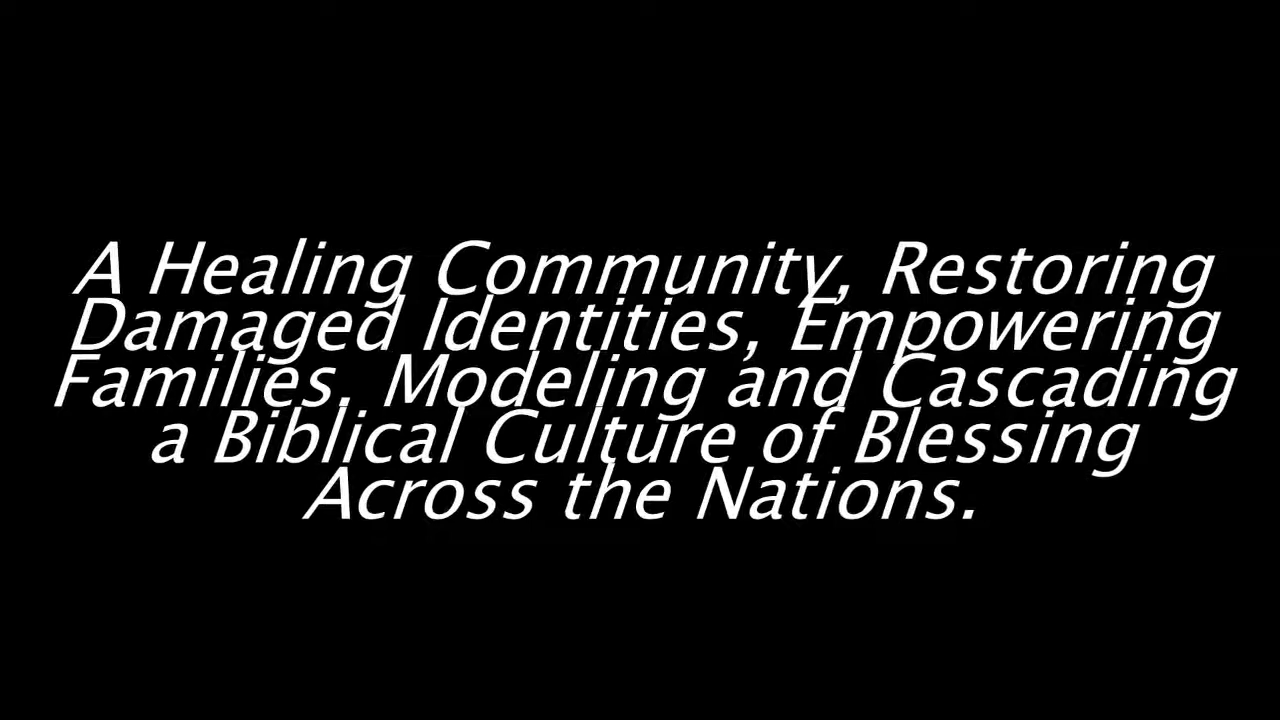 A Healing Community, Restoring
Damaged Identities, Empowering
Families, Modeling and Cascading
a Biblical Culture of Blessing
Across the Nations.